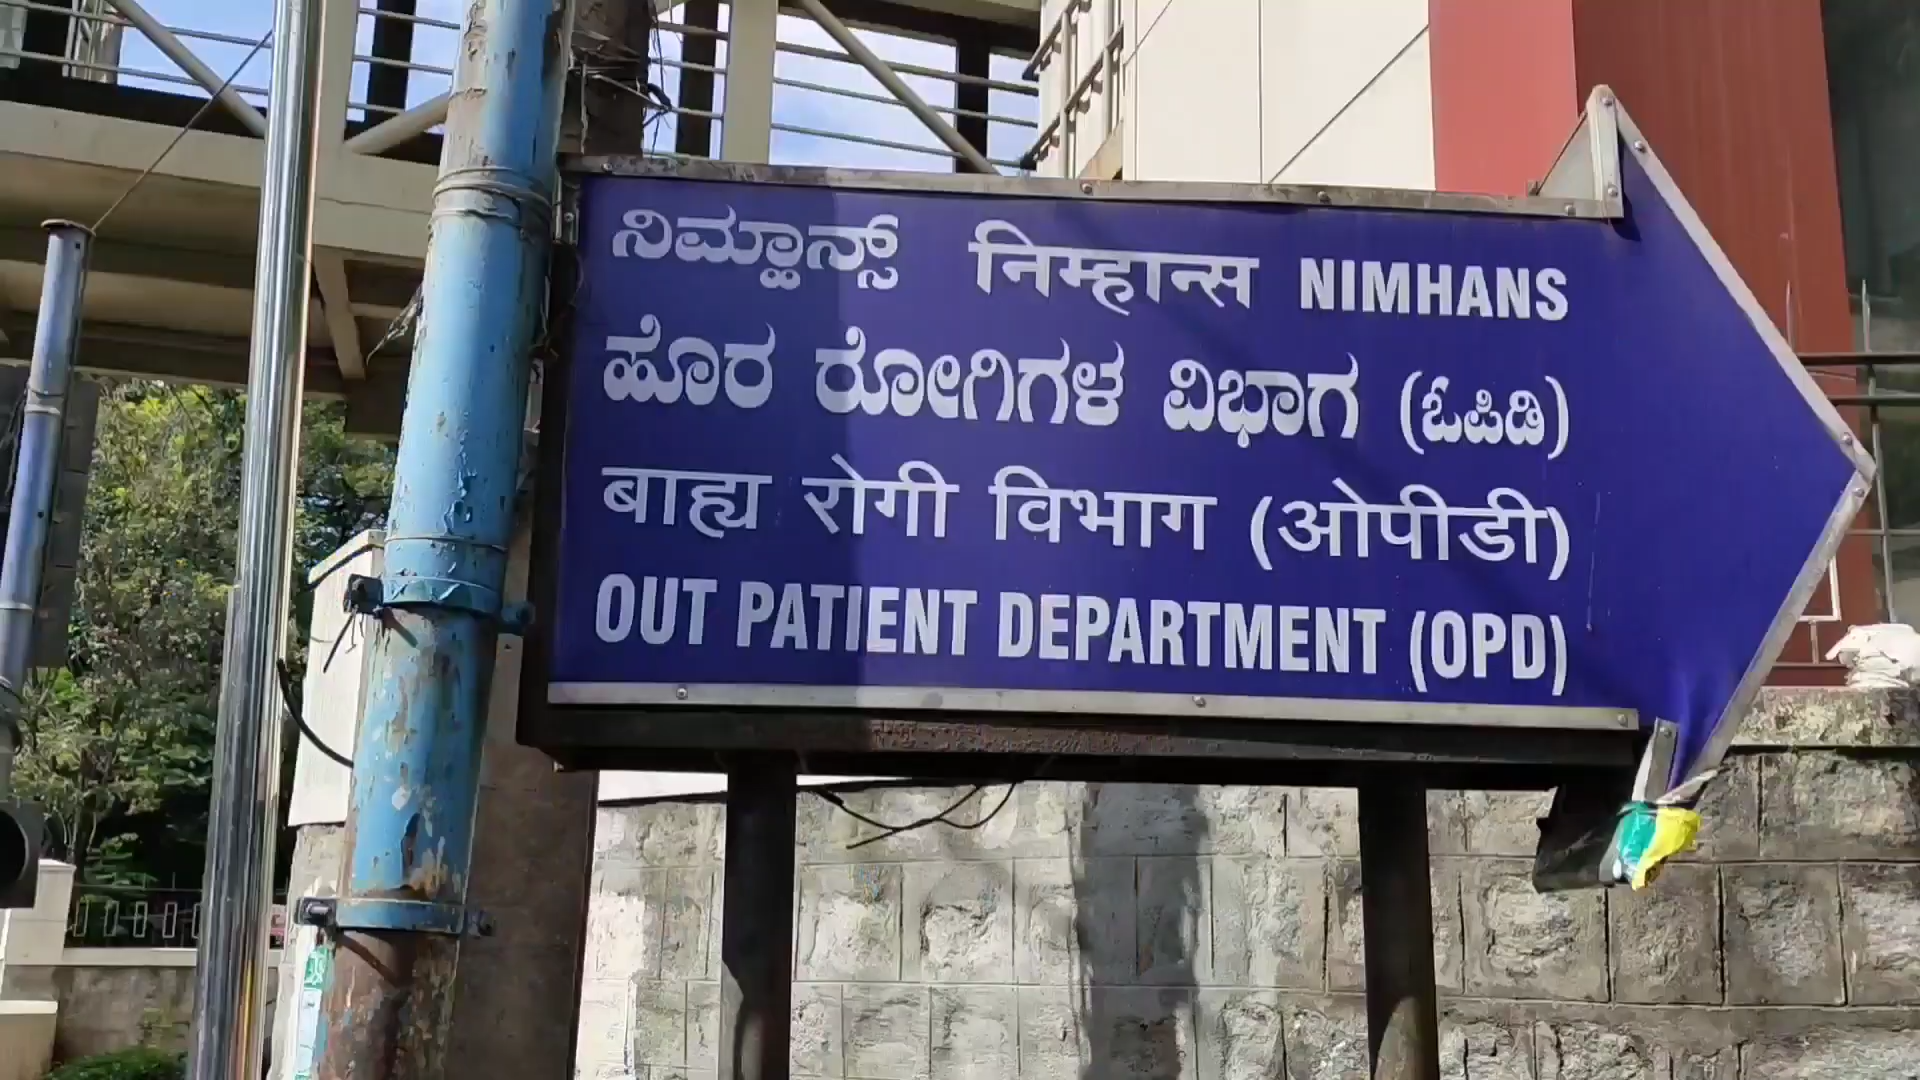 ನಿಮ್ಹಾನ್ಸ್ निम्हान्स NIMHANS
ಹೊರ ರೋಗಿಗಳ ವಿಭಾಗ (ಓಪಿಡಿ)
बाह्य रोगी विभाग (ओपीडी)
OUT PATIENT DEPARTMENT (OPD)